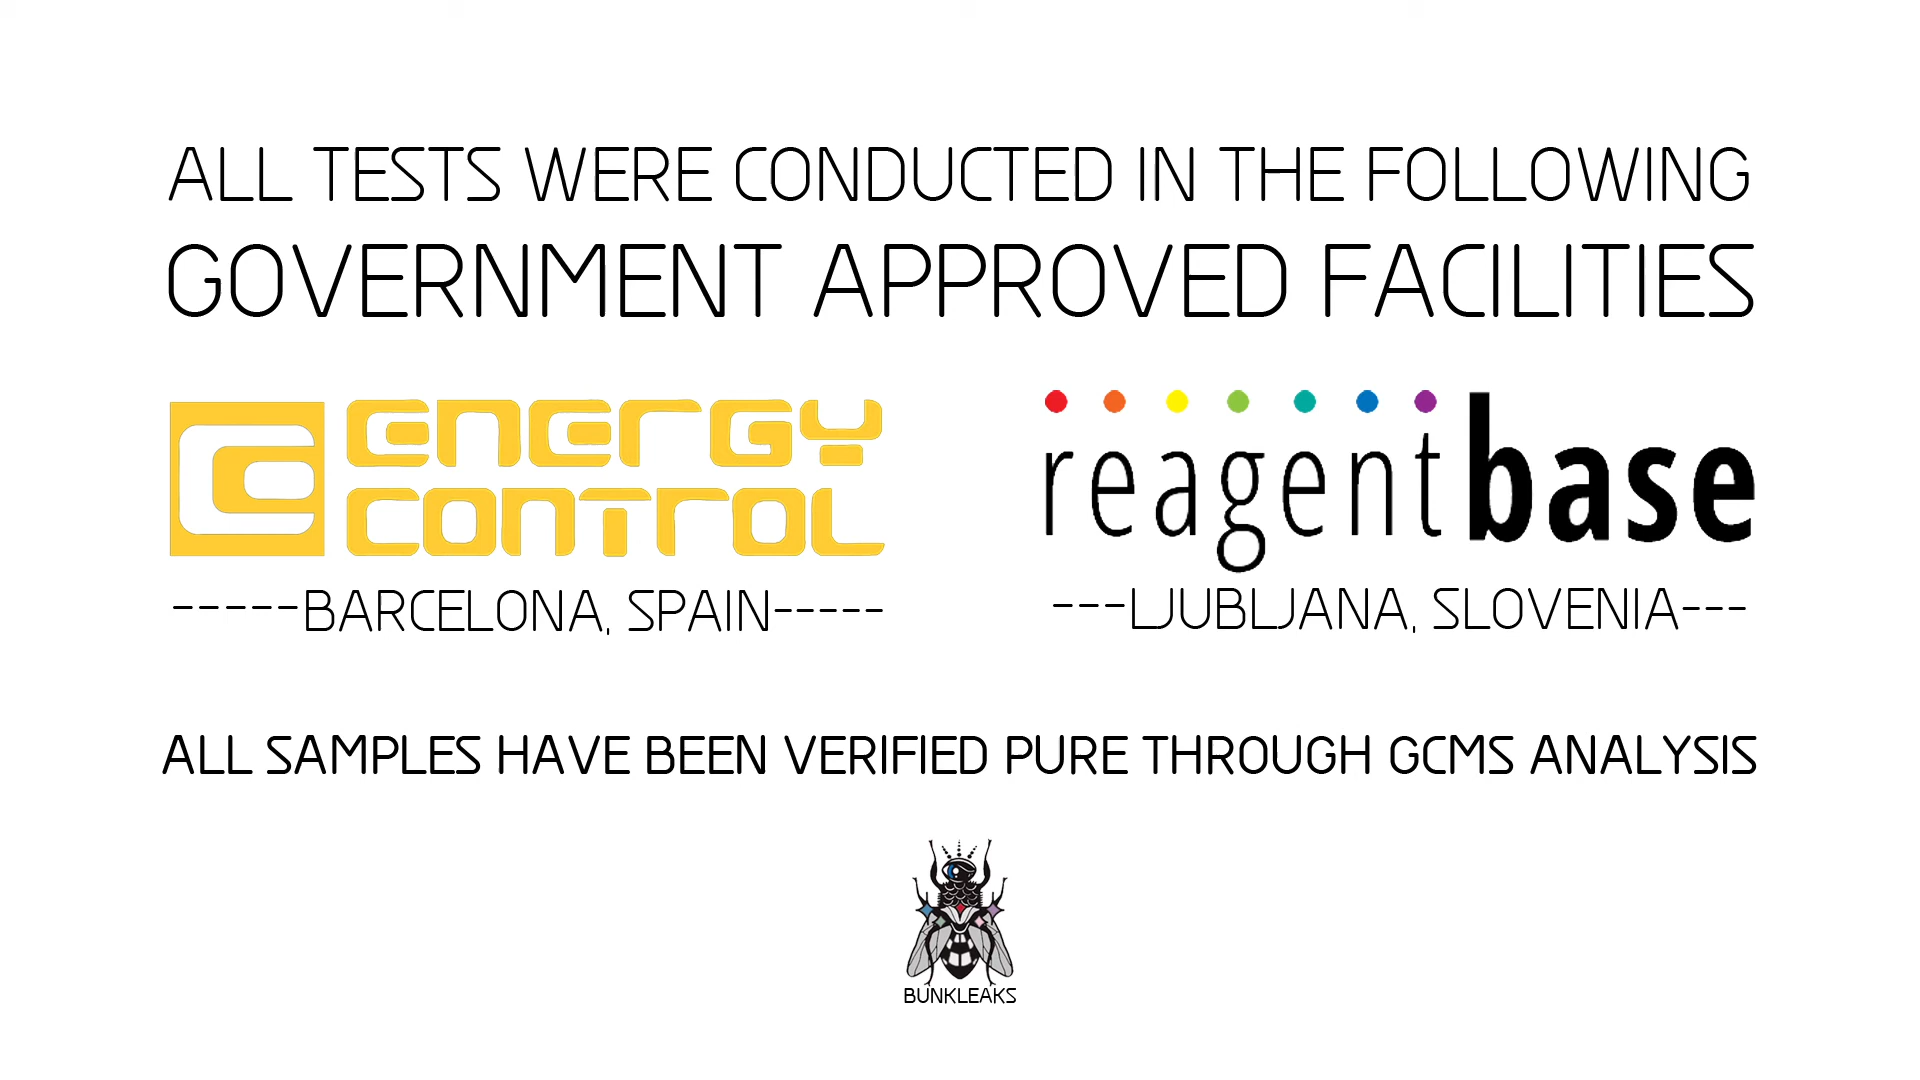 ALL TESTS WERE CONDUCTED IN THE FOLLOWING
GOVERNMENT APPROVED FACILITIES
energy control
reagentbase
-----BARCELONA, SPAIN-----
---LJUBLJANA, SLOVENIA---
ALL SAMPLES HAVE BEEN VERIFIED PURE THROUGH GCMS ANALYSIS
BUNKLEAKS